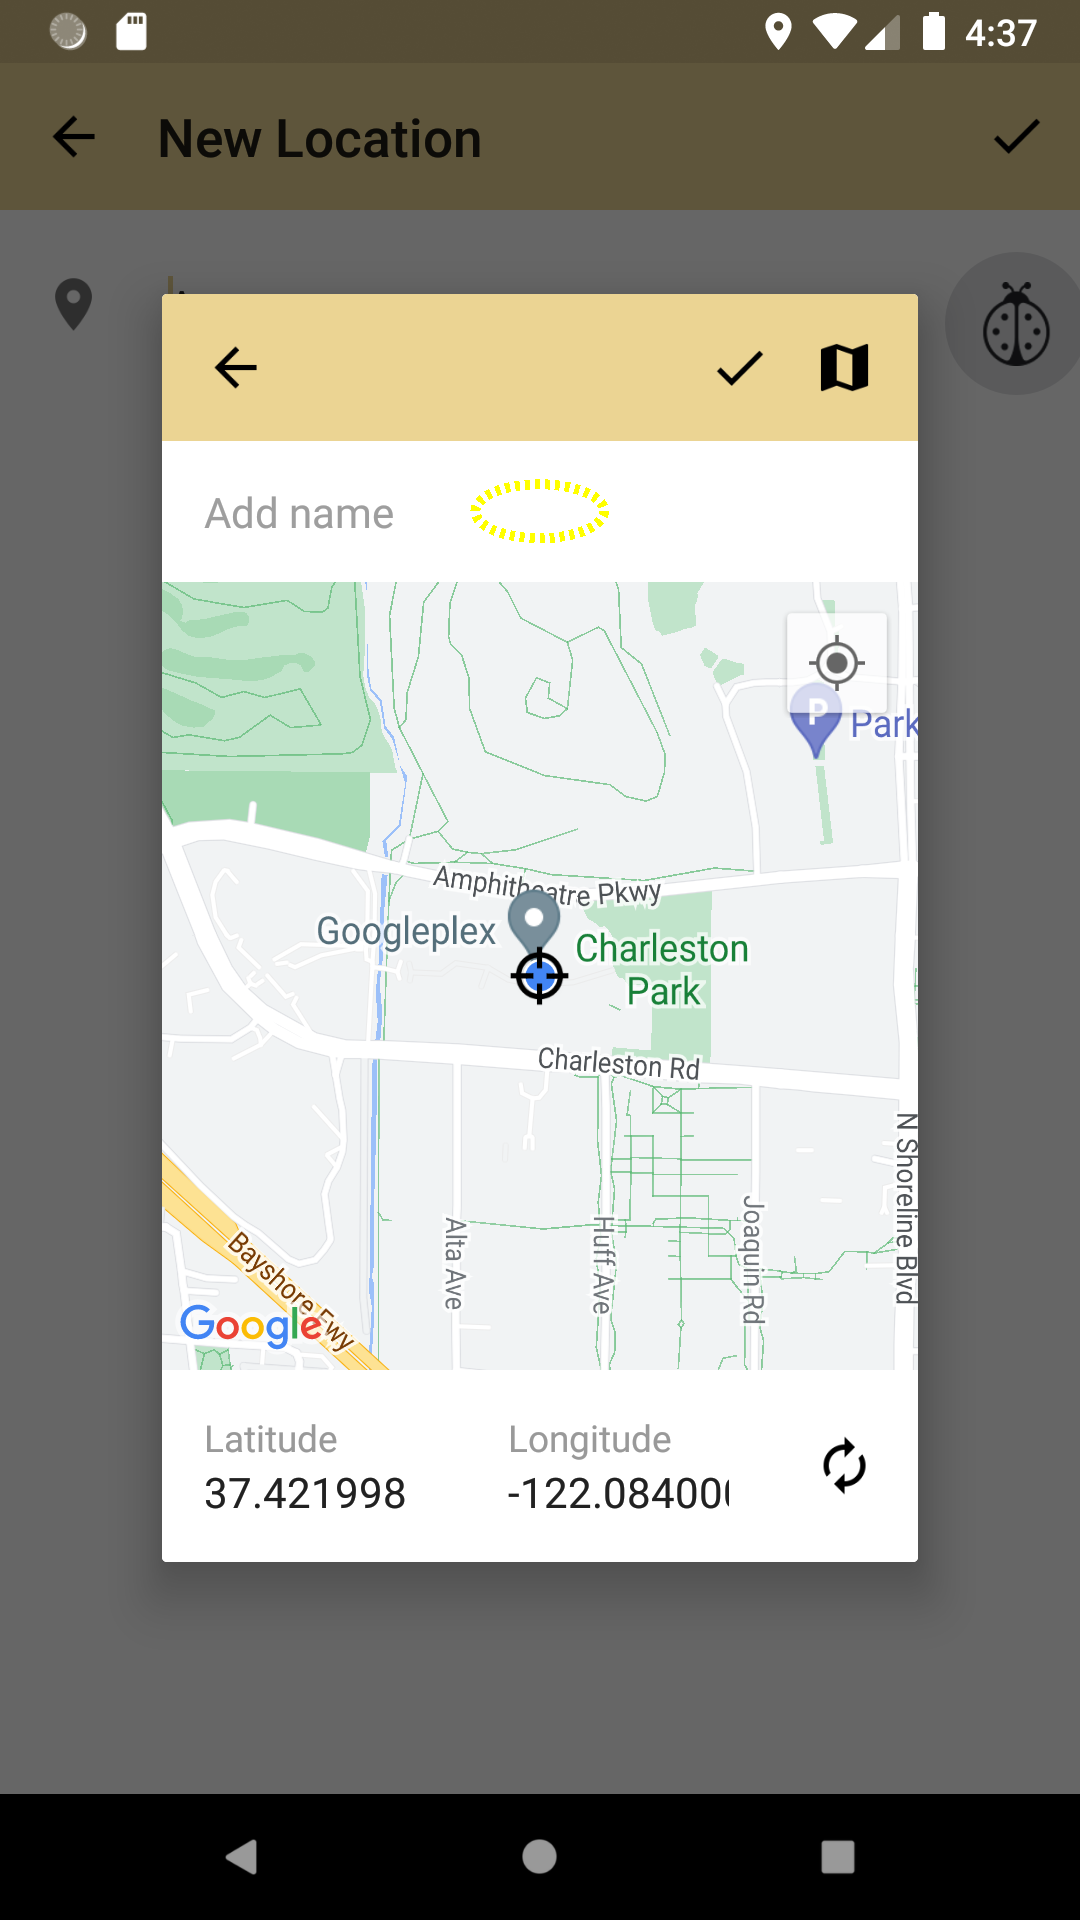 4:37
New Location
Add name
P
Park
Amphitheatre Pkwy
Googleplex
Charleston
Park
Charleston Rd
N Shoreline Blvd
Joaquin Rd
Huff Ave
Alta Ave
Bayshore Fwy
Google
Latitude
Longitude
37.421998
-122.08400